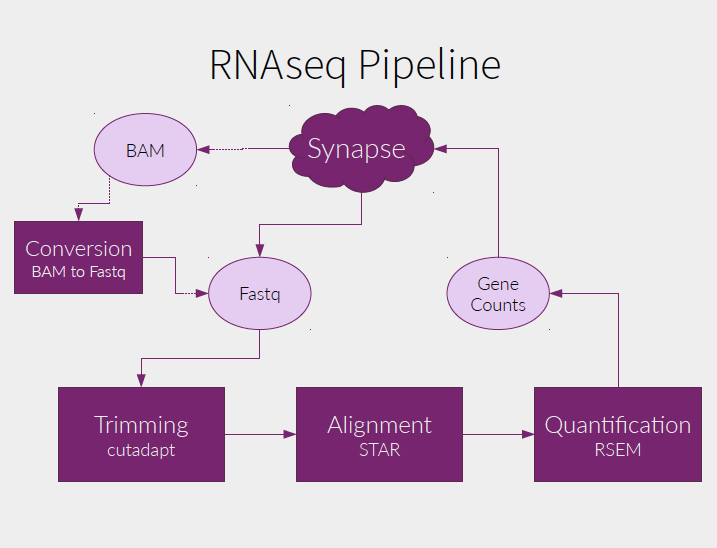 RNAseq Pipeline
BAM
Synapse
Conversion
BAM to Fastq
Fastq
Gene
Counts
Trimming
cutadapt
Alignment
STAR
Quantification
RSEM